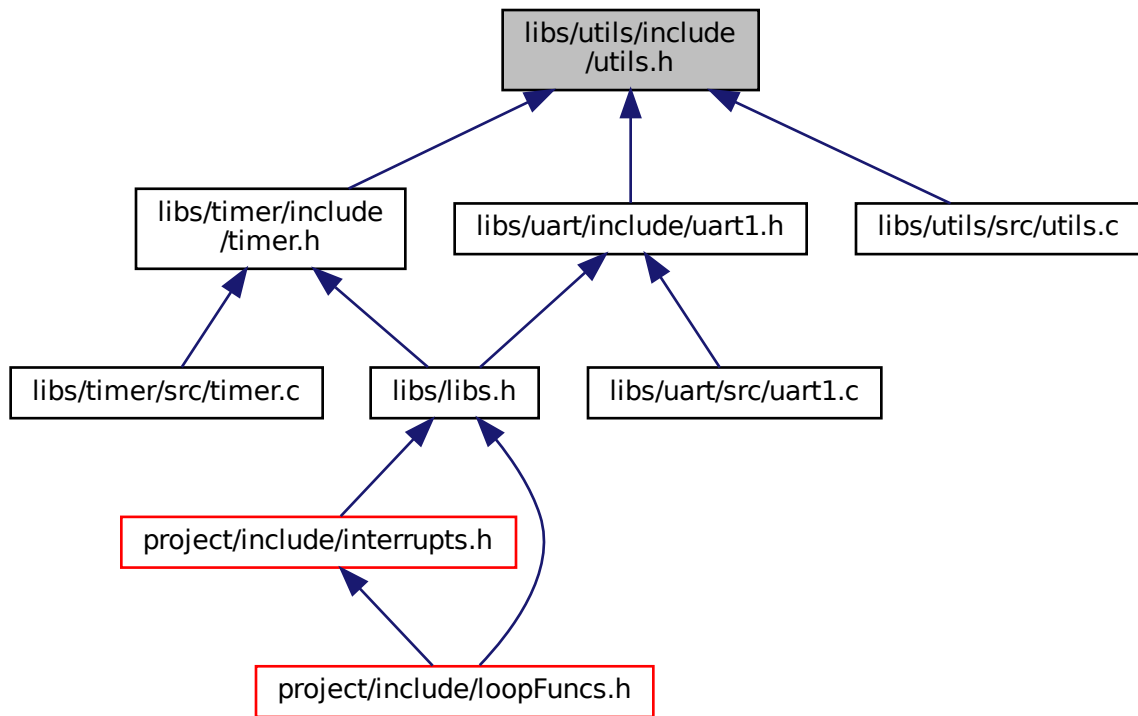 libs/utils/include
/utils.h
libs/timer/include
/timer.h
libs/uart/include/uart1.h
libs/utils/src/utils.c
libs/timer/src/timer.c
libs/libs.h
libs/uart/src/uart1.c
project/include/interrupts.h
project/include/loopFuncs.h